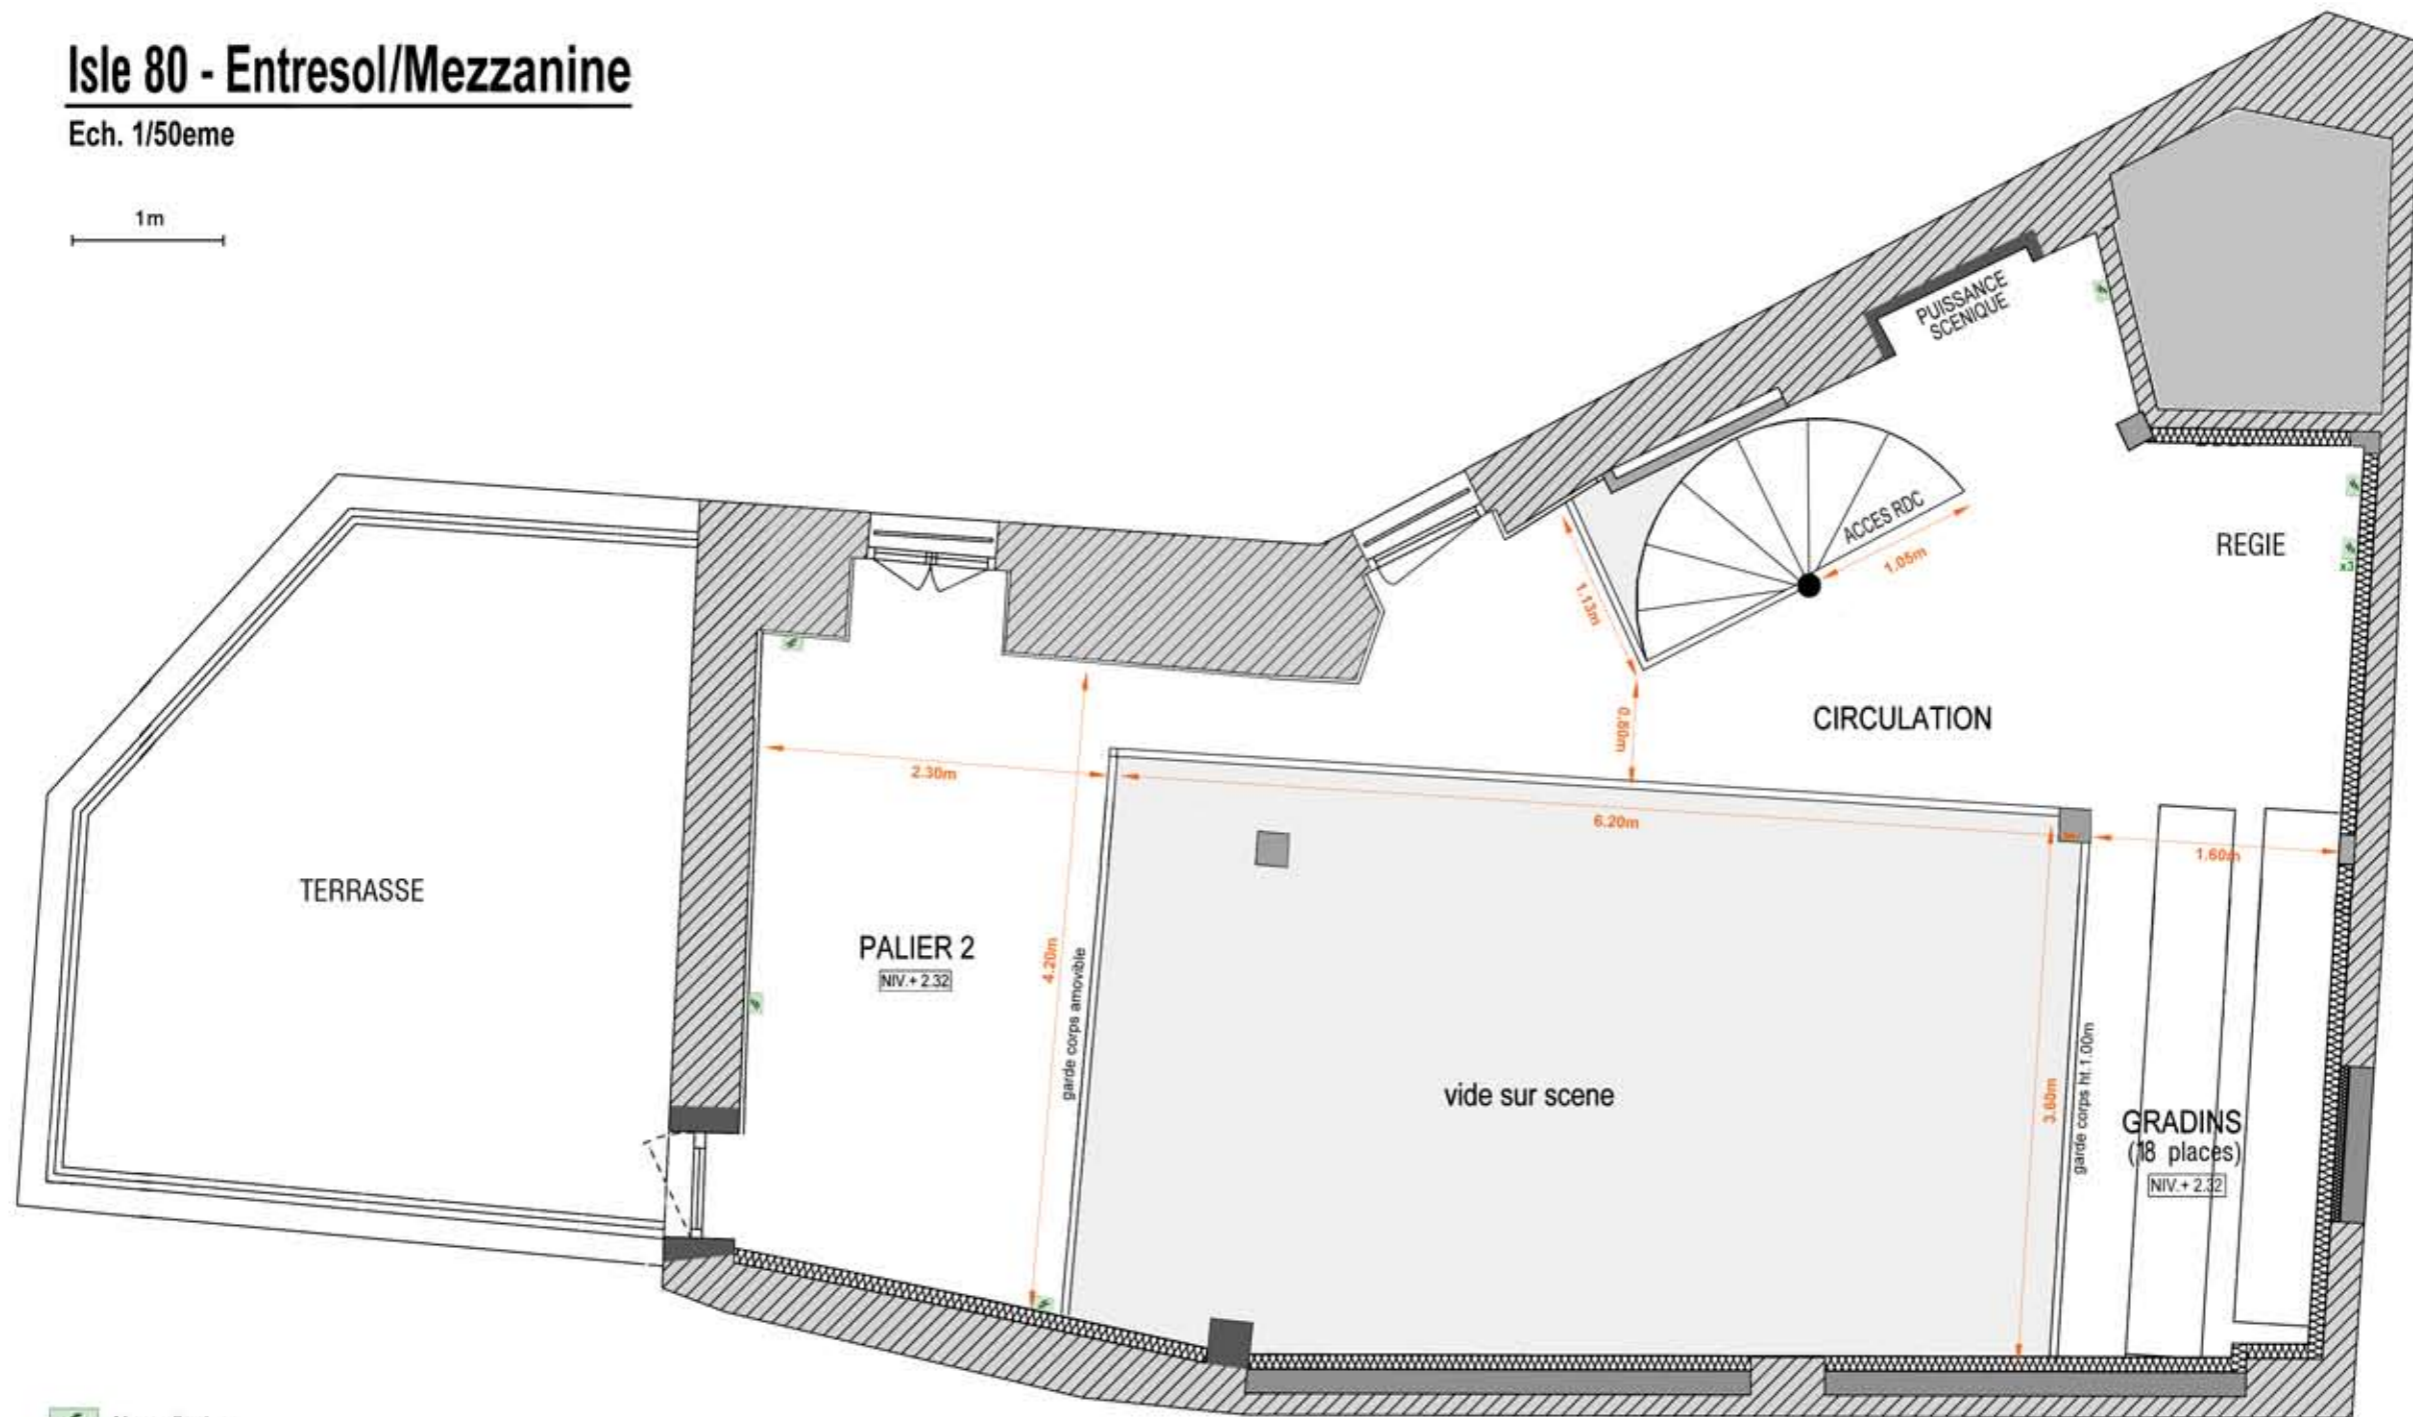 Isle 80 - Entresol/Mezzanine
Ech. 1/50eme
1m
PUISSANCE
SCENIQUE
ACCES RDC
1.05m
REGIE
x3
1.13m
CIRCULATION
0.80m
2.30m
6.20m
1.60m
TERRASSE
PALIER 2
NIV.+ 2.32
4.20m
garde corps amovible
vide sur scene
3.60m
garde corps ht.1.00m
GRADINS
(18 places)
NIV.+ 2.32